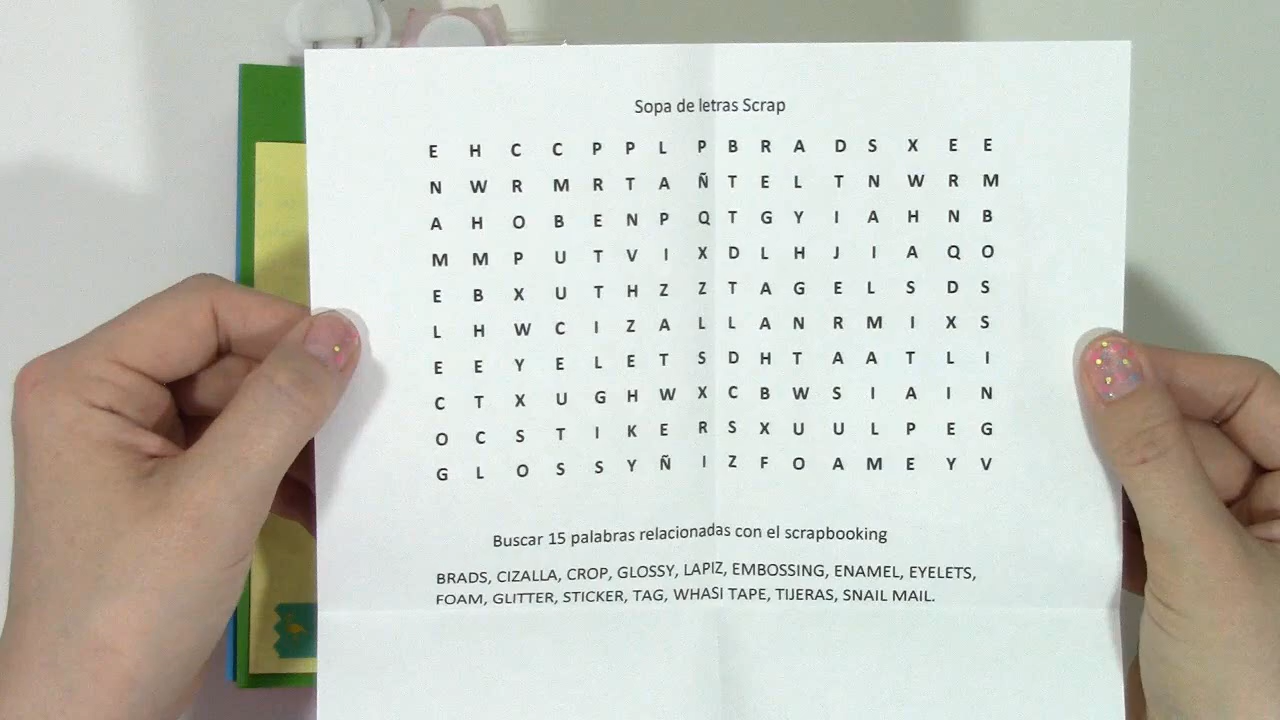 Sopa de letras Scrap
E H C C P P L P B R A D S X E E
N W R M R T A Ñ T E L T N W R M
A H O B E N P Q T G Y I A H N B
M M P U T V I X D L H J I A Q O
E B X U T H Z Z T A G E L S D S
L H W C I Z A L L A N R M I X S
E E Y E L E T S D H T A A T L I
C T X U G H W X C B W S I A I N
O C S T I K E R S X U U L P E G
G L O S S Y Ñ I Z F O A M E Y V
Buscar 15 palabras relacionadas con el scrapbooking
BRADS, CIZALLA, CROP, GLOSSY, LAPIZ, EMBOSSING, ENAMEL, EYELETS,
FOAM, GLITTER, STICKER, TAG, WHASI TAPE, TIJERAS, SNAIL MAIL.